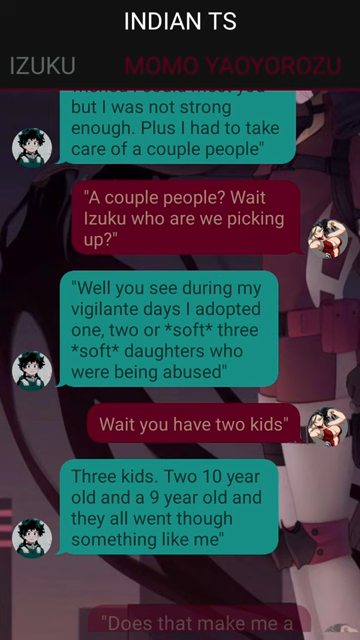 INDIAN TS
IZUKU MOMO YAOYOROZU
but I was not strong
enough. Plus I had to take
care of a couple people"
"A couple people? Wait
Izuku who are we picking
up?"
"Well you see during my
vigilante days I adopted
one, two or *soft* three
*soft* daughters who
were being abused"
Wait you have two kids"
Three kids. Two 10 year
old and a 9 year old and
they all went though
something like me"
"Does that make me a